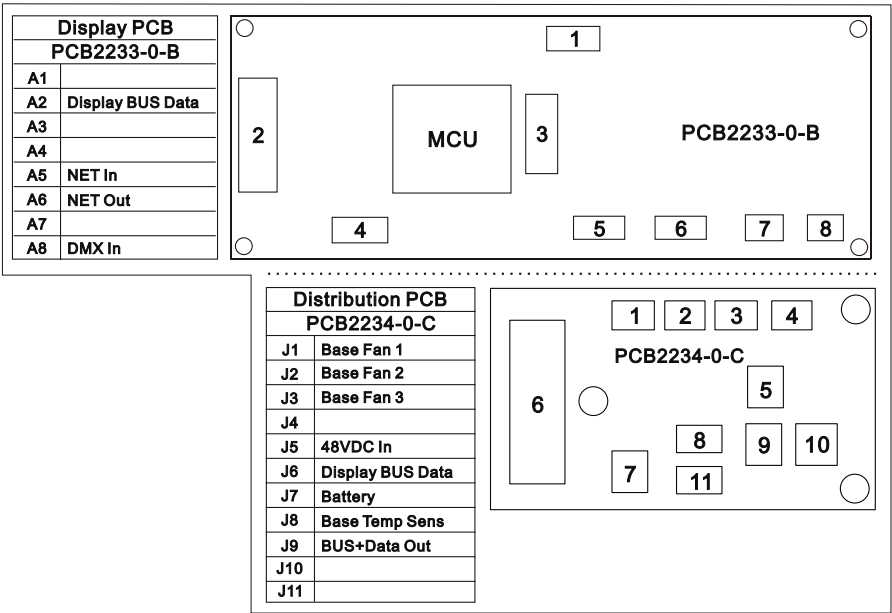 Display PCB
PCB2233-0-B
A1
A2 Display BUS Data
A3
A4
A5 NET In
A6 NET Out
A7
A8 DMX In
1
2
MCU
3
PCB2233-0-B
4
5
6
7
8
Distribution PCB
PCB2234-0-C
J1 Base Fan 1
J2 Base Fan 2
J3 Base Fan 3
J4
J5 48VDC In
J6 Display BUS Data
J7 Battery
J8 Base Temp Sens
J9 BUS+Data Out
J10
J11
1 2 3 4
PCB2234-0-C
5
6
8
9
10
7
11